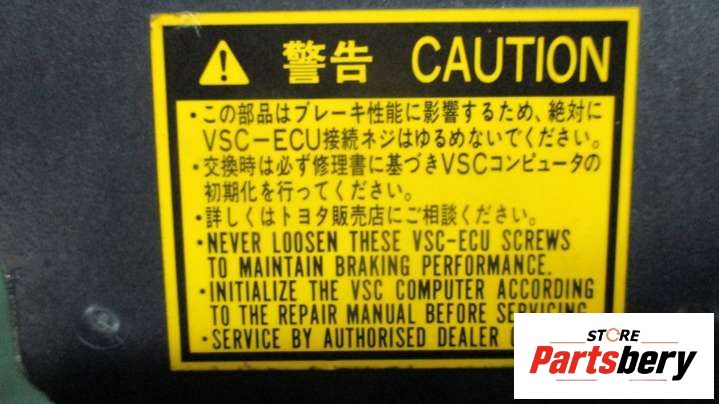 警告 CAUTION
・この部品はブレーキ性能に影響するため、絶対に
VSC-ECU接続ネジはゆるめないでください。
・交換時は必ず修理書に基づきVSCコンピュータの
初期化を行ってください。
・詳しくはトヨタ販売店にご相談ください。
・NEVER LOOSEN THESE VSC-ECU SCREWS
TO MAINTAIN BRAKING PERFORMANCE.
・INITIALIZE THE VSC COMPUTER ACCORDING
TO THE REPAIR MANUAL BEFORE SERVICING
・SERVICE BY AUTHORISED DEALER
STORE
Partsbery